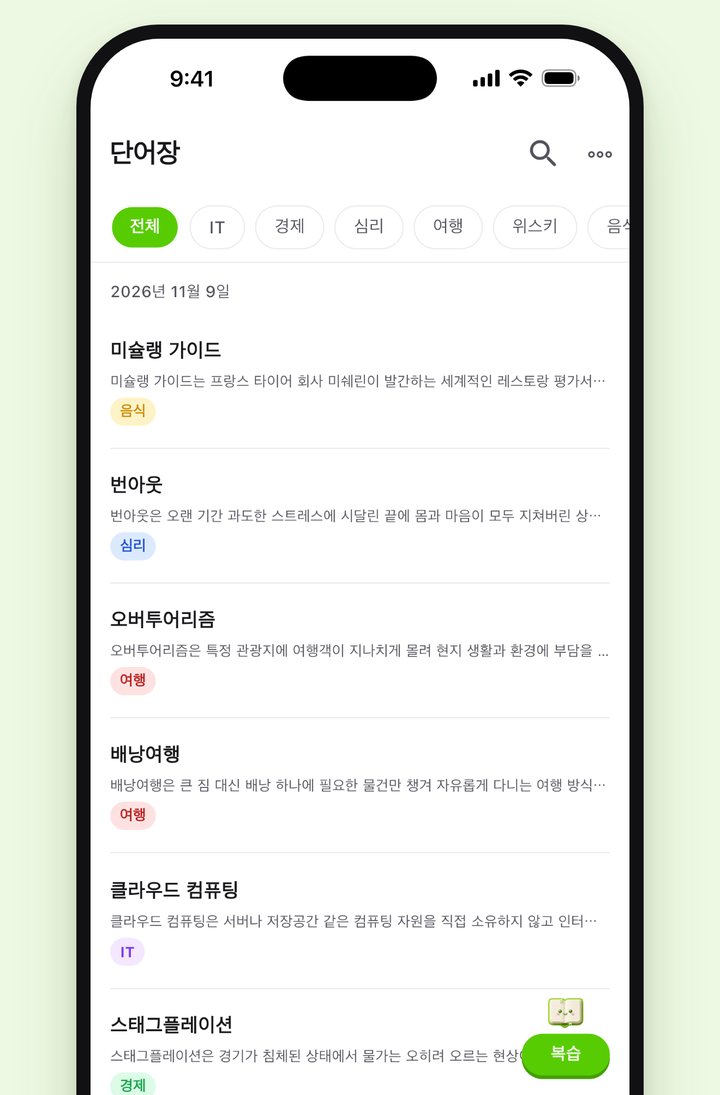 9:41
단어장
전체 IT 경제 심리 여행 위스키 음식
2026년 11월 9일
미슐랭 가이드
미슐랭 가이드는 프랑스 타이어 회사 미쉐린이 발간하는 세계적인 레스토랑 평가서…
음식
번아웃
번아웃은 오랜 기간 과도한 스트레스에 시달린 끝에 몸과 마음이 모두 지쳐버린 상…
심리
오버투어리즘
오버투어리즘은 특정 관광지에 여행객이 지나치게 몰려 현지 생활과 환경에 부담을 ...
여행
배낭여행
배낭여행은 큰 짐 대신 배낭 하나에 필요한 물건만 챙겨 자유롭게 다니는 여행 방식…
여행
클라우드 컴퓨팅
클라우드 컴퓨팅은 서버나 저장공간 같은 컴퓨팅 자원을 직접 소유하지 않고 인터…
IT
스태그플레이션
스태그플레이션은 경기가 침체된 상태에서 물가는 오히려 오르는 현상
복습
경제